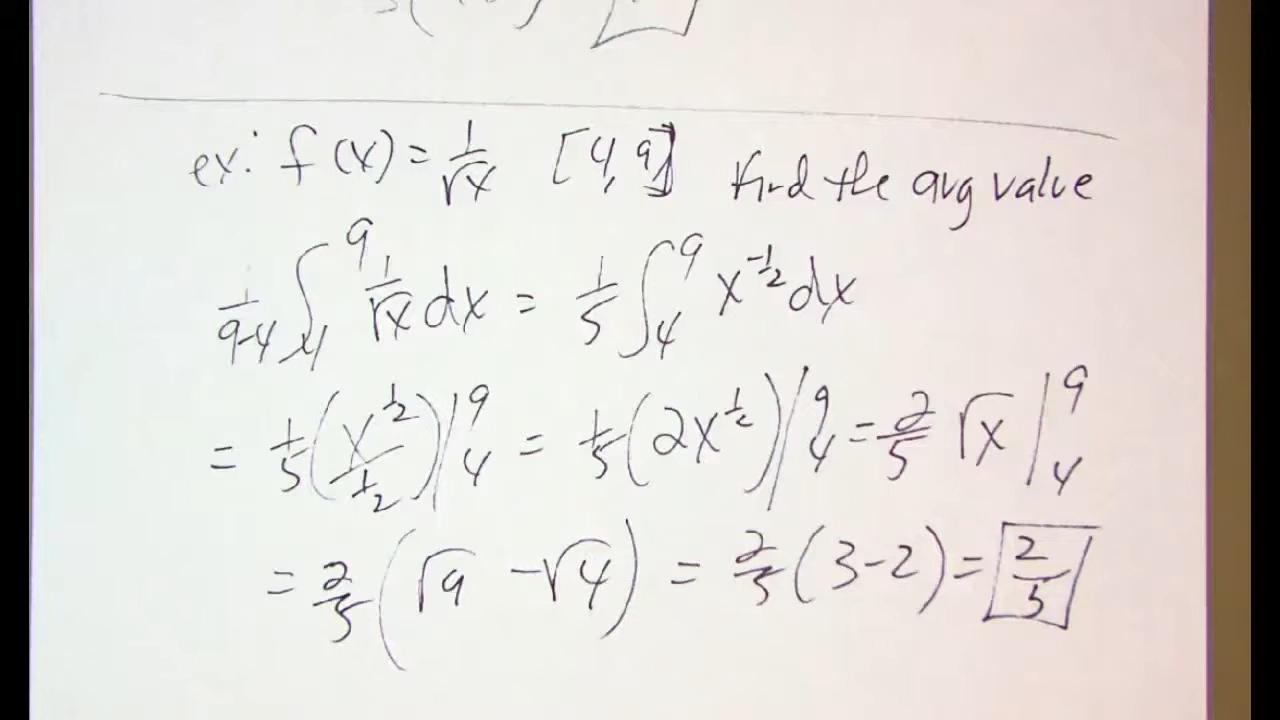 ex: f(x) = 1/√x [4, 9] find the avg value
1/(9-4) ∫₄⁹ 1/√x dx = 1/5 ∫₄⁹ x^(-1/2) dx
= 1/5 (x^(1/2)/(1/2)) |₄⁹ = 1/5 (2x^(1/2)) |₄⁹ = 2/5 √x |₄⁹
= 2/5 (√9 - √4) = 2/5 (3-2) = 2/5